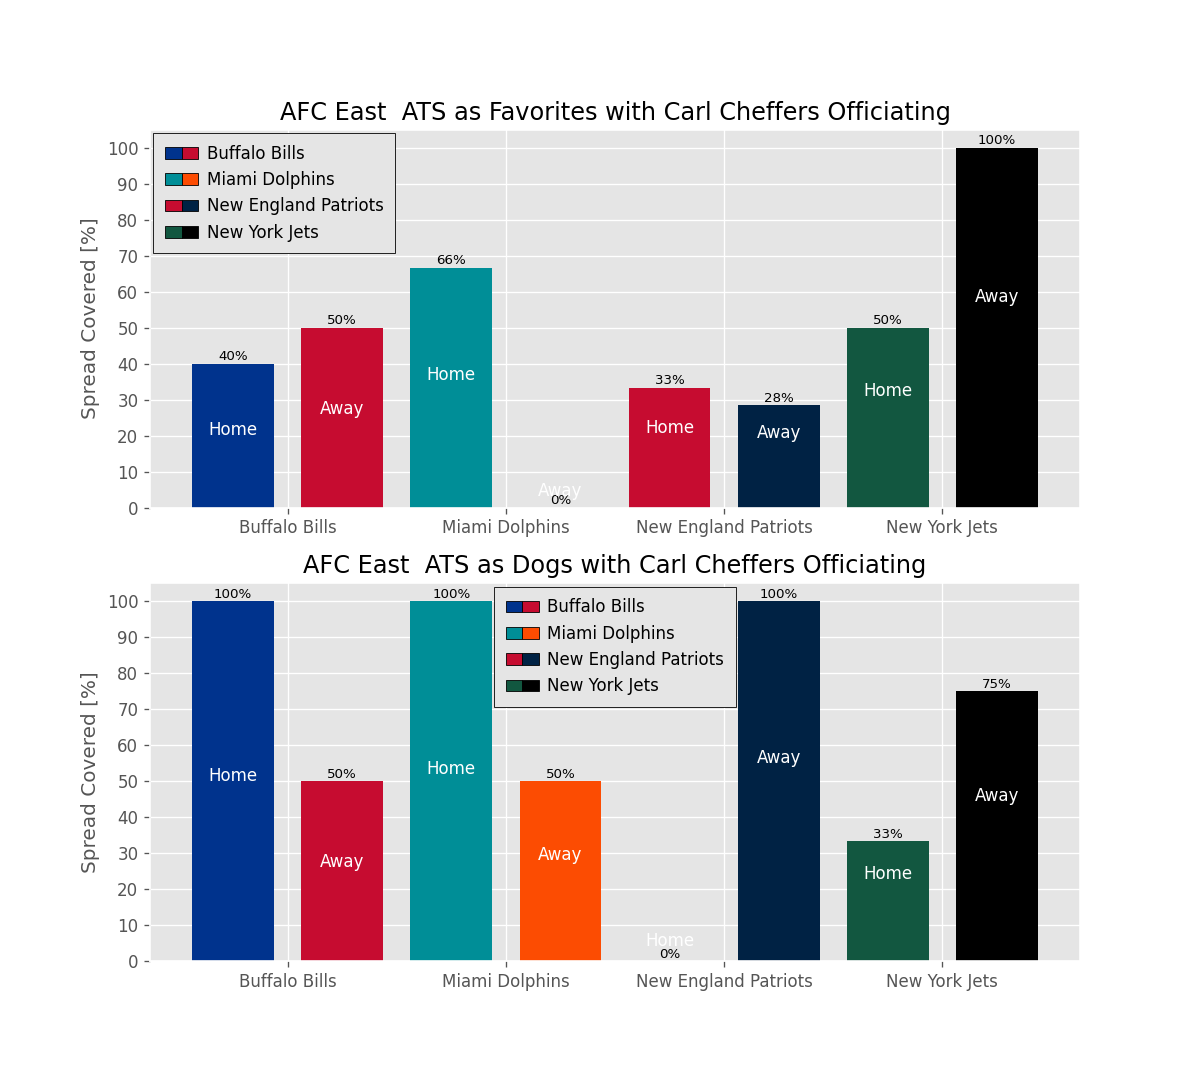 AFC East  ATS as Favorites with Carl Cheffers Officiating
Spread Covered [%]
100
90
80
70
60
50
40
30
20
10
0
Buffalo Bills
Miami Dolphins
New England Patriots
New York Jets
40%
50%
66%
0%
33%
28%
50%
100%
Home
Away
Home
Away
Home
Away
Home
Away
Buffalo Bills
Miami Dolphins
New England Patriots
New York Jets
AFC East  ATS as Dogs with Carl Cheffers Officiating
Spread Covered [%]
100
90
80
70
60
50
40
30
20
10
0
Buffalo Bills
Miami Dolphins
New England Patriots
New York Jets
100%
50%
100%
50%
0%
100%
33%
75%
Home
Away
Home
Away
Home
Away
Home
Away
Buffalo Bills
Miami Dolphins
New England Patriots
New York Jets